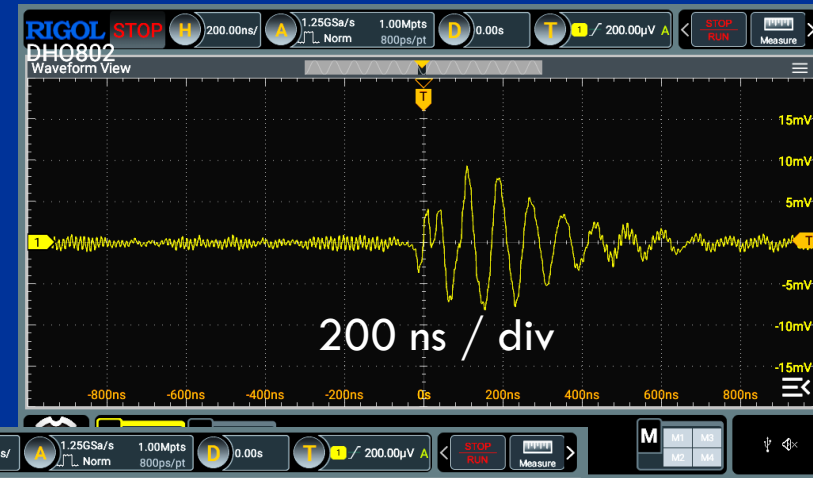 RIGOL STOP H 200.00ns/ A 1.25GSa/s Norm 1.00Mpts 800ps/pt D 0.00s T 1 200.00µV A STOP RUN Measure
DHO802
Waveform View
T
15mV
10mV
5mV
1
T
-5mV
200 ns / div
-10mV
-15mV
-800ns -600ns -400ns -200ns 0s 200ns 400ns 600ns 800ns
M M1 M3
M2 M4
s/ A 1.25GSa/s Norm 1.00Mpts 800ps/pt D 0.00s T 1 200.00µV A STOP RUN Measure